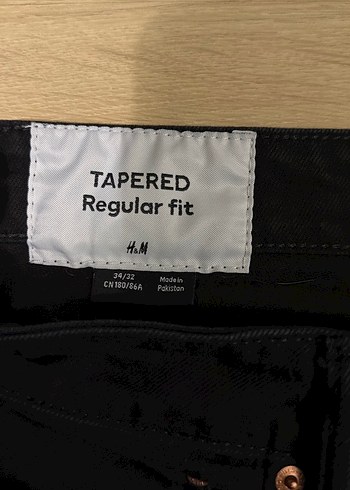 TAPERED
Regular fit
H&M
34/32
CN 180/86A
Made in
Pakistan